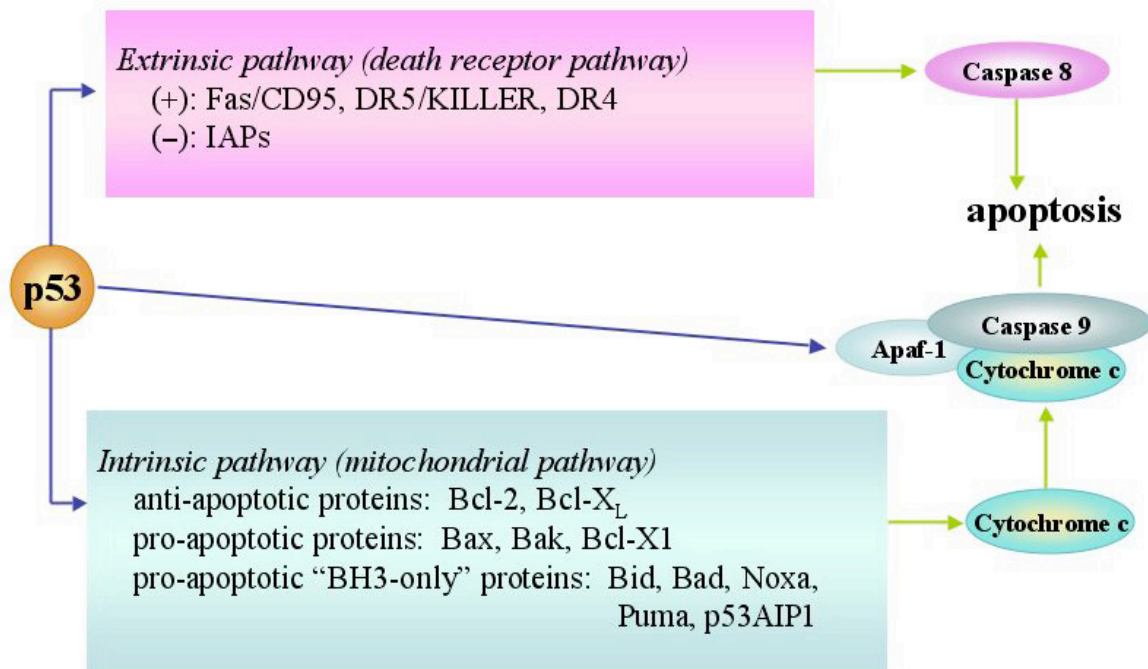 Extrinsic pathway (death receptor pathway)
(+): Fas/CD95, DR5/KILLER, DR4
(–): IAPs
Caspase 8
apoptosis
p53
Caspase 9
Apaf-1
Cytochrome c
Intrinsic pathway (mitochondrial pathway)
anti-apoptotic proteins: Bcl-2, Bcl-XL
pro-apoptotic proteins: Bax, Bak, Bcl-X1
pro-apoptotic “BH3-only” proteins: Bid, Bad, Noxa,
Puma, p53AIP1
Cytochrome c